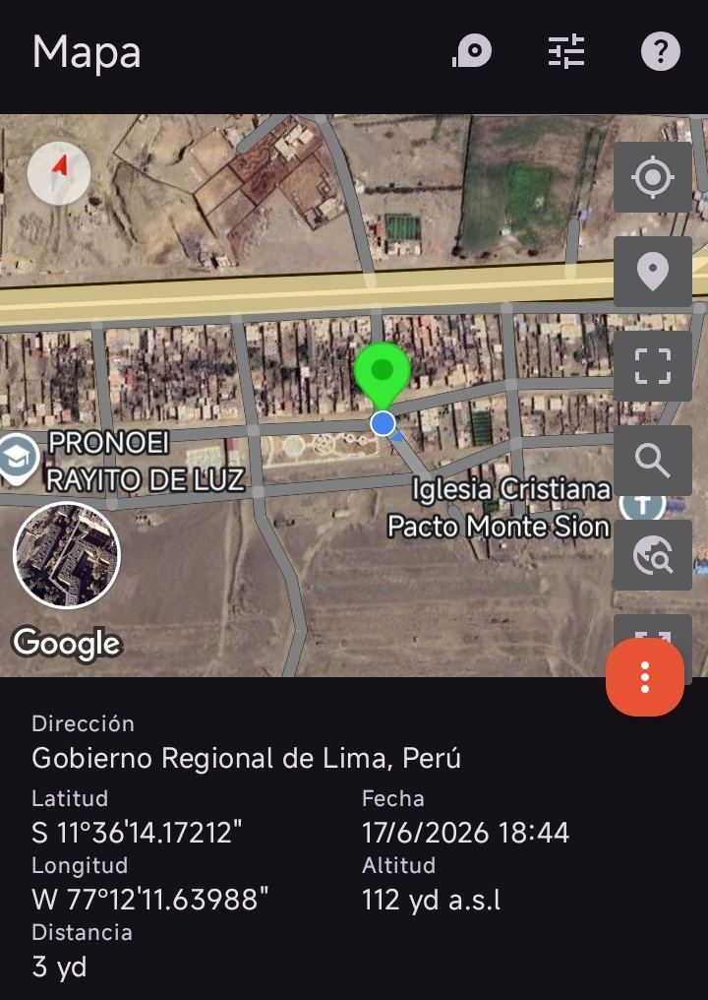 Mapa
PRONOEI
RAYITO DE LUZ
Iglesia Cristiana
Pacto Monte Sion
Google
Dirección
Gobierno Regional de Lima, Perú
Latitud
S 11°36'14.17212"
Fecha
17/6/2026 18:44
Longitud
W 77°12'11.63988"
Altitud
112 yd a.s.l
Distancia
3 yd